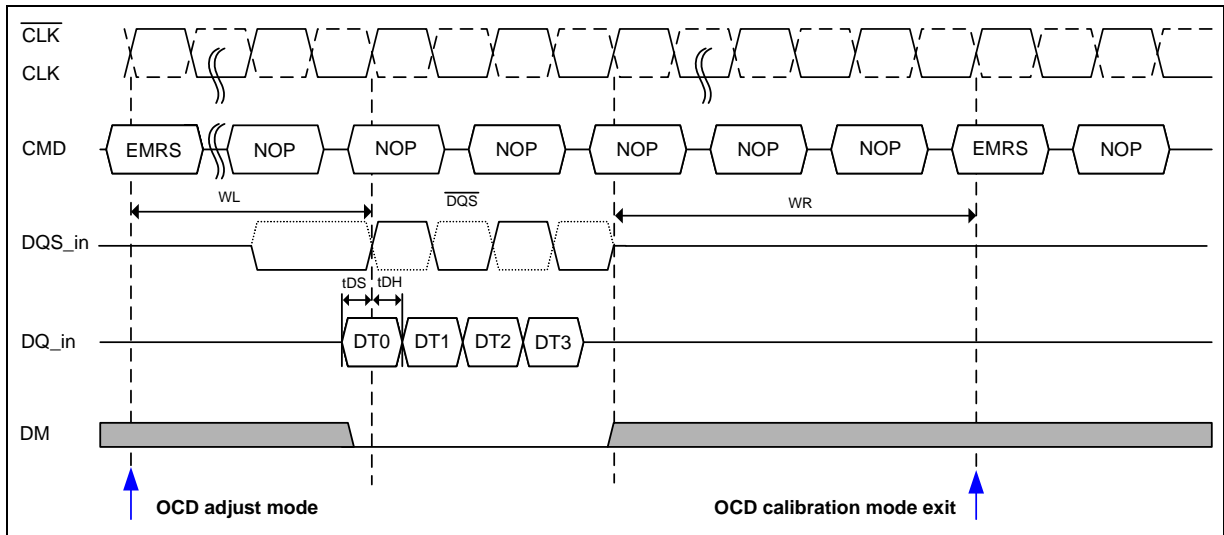 CLK
CLK
CMD EMRS NOP NOP NOP NOP NOP NOP EMRS NOP
WL DQS WR
DQS_in
tDS tDH
DQ_in DT0 DT1 DT2 DT3
DM
OCD adjust mode OCD calibration mode exit